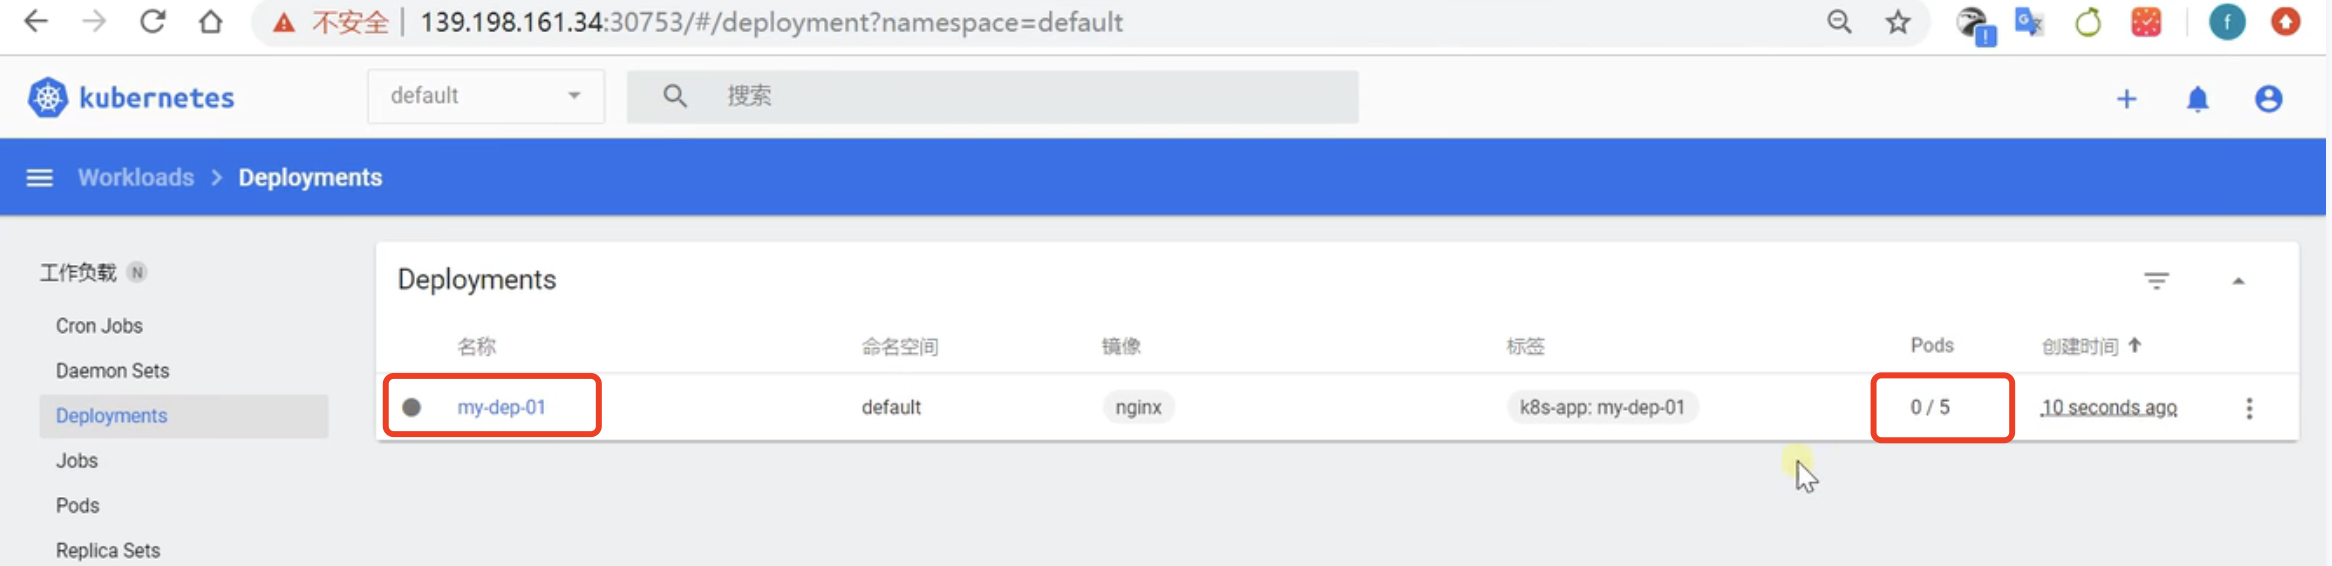 不安全 139.198.161.34:30753/#/deployment?namespace=default
f
kubernetes default 搜索
Workloads > Deployments
工作负载 N
Cron Jobs
Daemon Sets
Deployments
Jobs
Pods
Replica Sets
Deployments
名称 命名空间 镜像 标签 Pods 创建时间
my-dep-01 default nginx k8s-app: my-dep-01 0 / 5 10 seconds ago